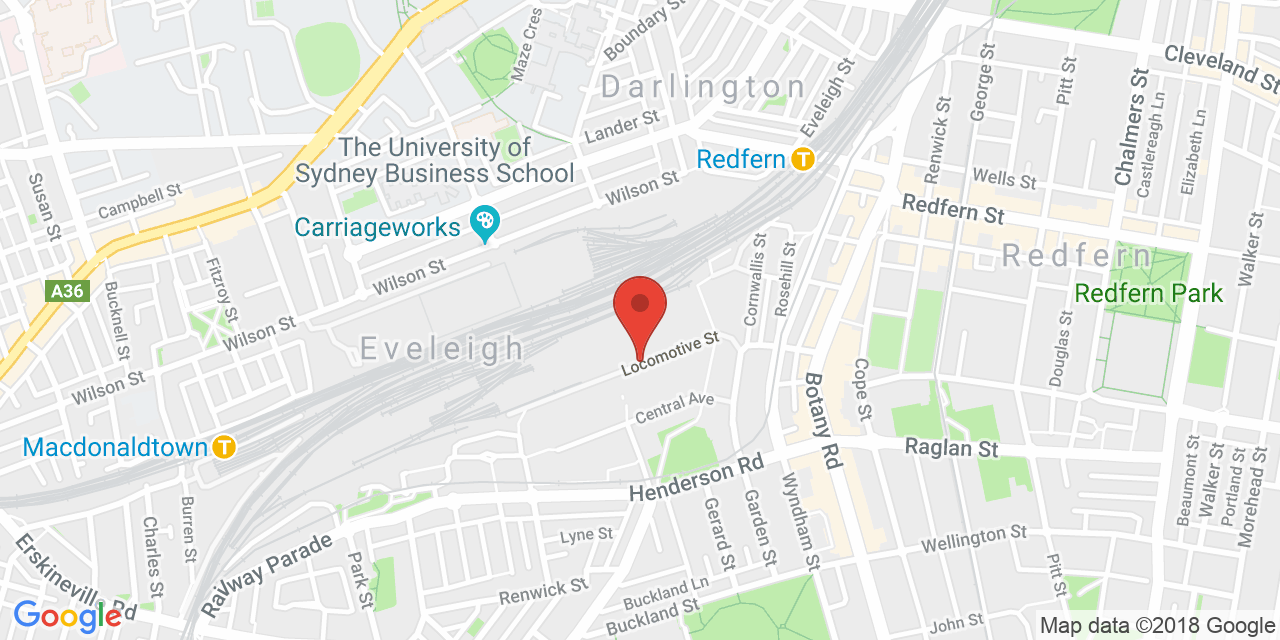 Boundary St
Maze Cres
Cleveland St
George St
Pitt St
Darlington
Eveleigh St
Chalmers St
Castlereagh Ln
Elizabeth Ln
Renwick St
Lander St
The University of
Sydney Business School
Redfern
T
Wells St
Susan St
Campbell St
Wilson St
Redfern St
Carriageworks
Walker St
Redfern
Cornwallis St
Rosehill St
Fitzroy St
Wilson St
A36
Bucknell St
Redfern Park
Wilson St
Eveleigh
Locomotive St
Douglas St
Wilson St
Cope St
Botany Rd
Central Ave
Macdonaldtown
T
Raglan St
Henderson Rd
Beaumont St
Walker St
Portland St
Morehead St
Burren St
Charles St
Gerard St
Garden St
Wyndham St
Lyne St
Wellington St
Erskineville Rd
Railway Parade
Park St
Renwick St
Buckland Ln
Buckland St
Pitt St
John St
Google
Map data ©2018 Google